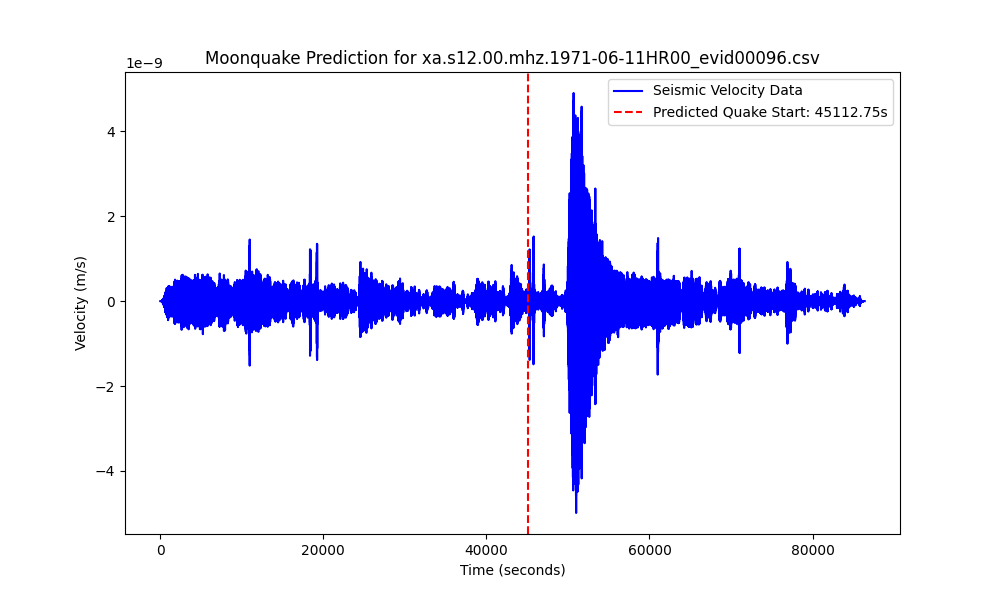 Moonquake Prediction for xa.s12.00.mhz.1971-06-11HR00_evid00096.csv
1e−9
Seismic Velocity Data
Predicted Quake Start: 45112.75s
4
2
0
−2
−4
Velocity (m/s)
0 20000 40000 60000 80000
Time (seconds)